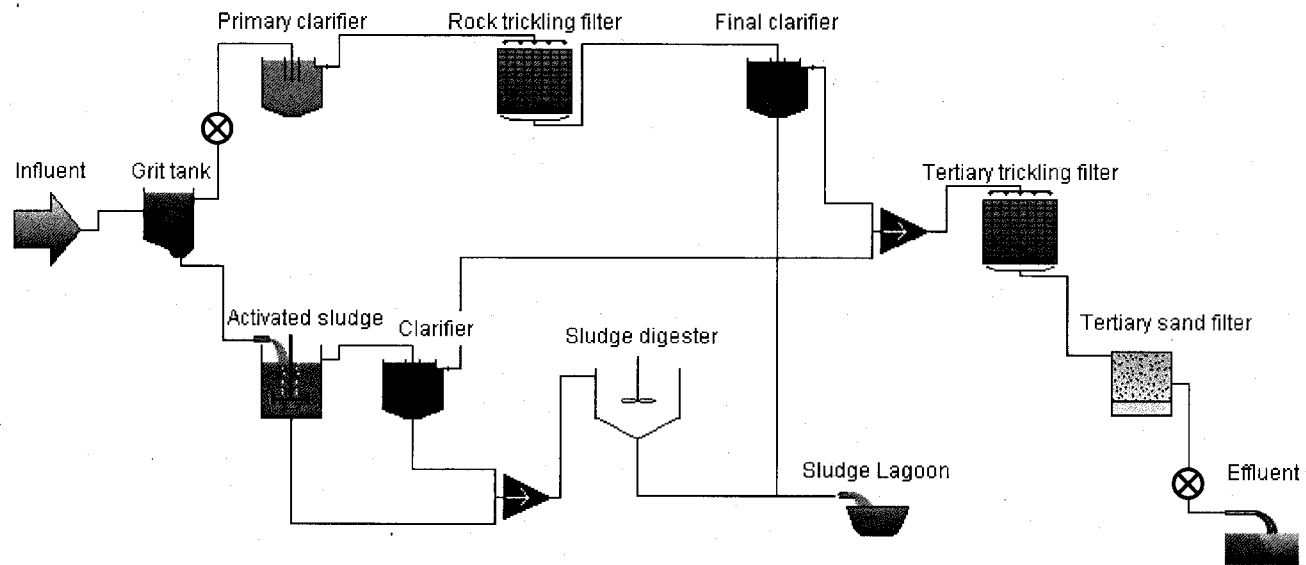 Primary clarifier
Rock trickling filter
Final clarifier
Influent
Grit tank
Tertiary trickling filter
Activated sludge
Clarifier
Sludge digester
Tertiary sand filter
Sludge Lagoon
Effluent